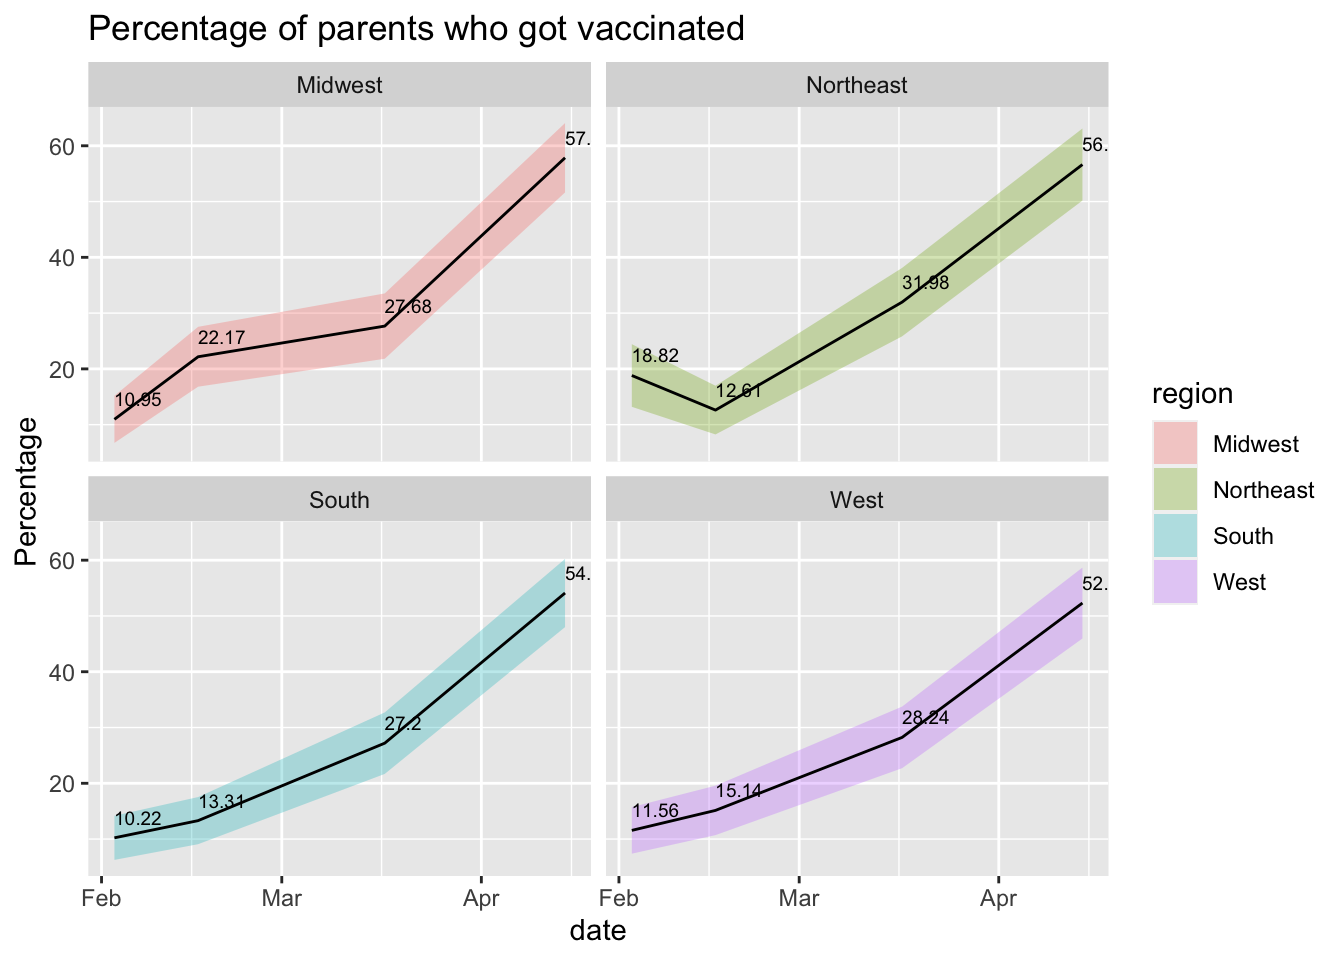 Percentage of parents who got vaccinated
Midwest
Northeast
60
40
20
57.
27.68
22.17
10.95
56.
31.98
18.82
12.61
South
West
60
40
20
54.
27.2
13.31
10.22
52.
28.24
15.14
11.56
Percentage
Feb Mar Apr
Feb Mar Apr
date
region
Midwest
Northeast
South
West